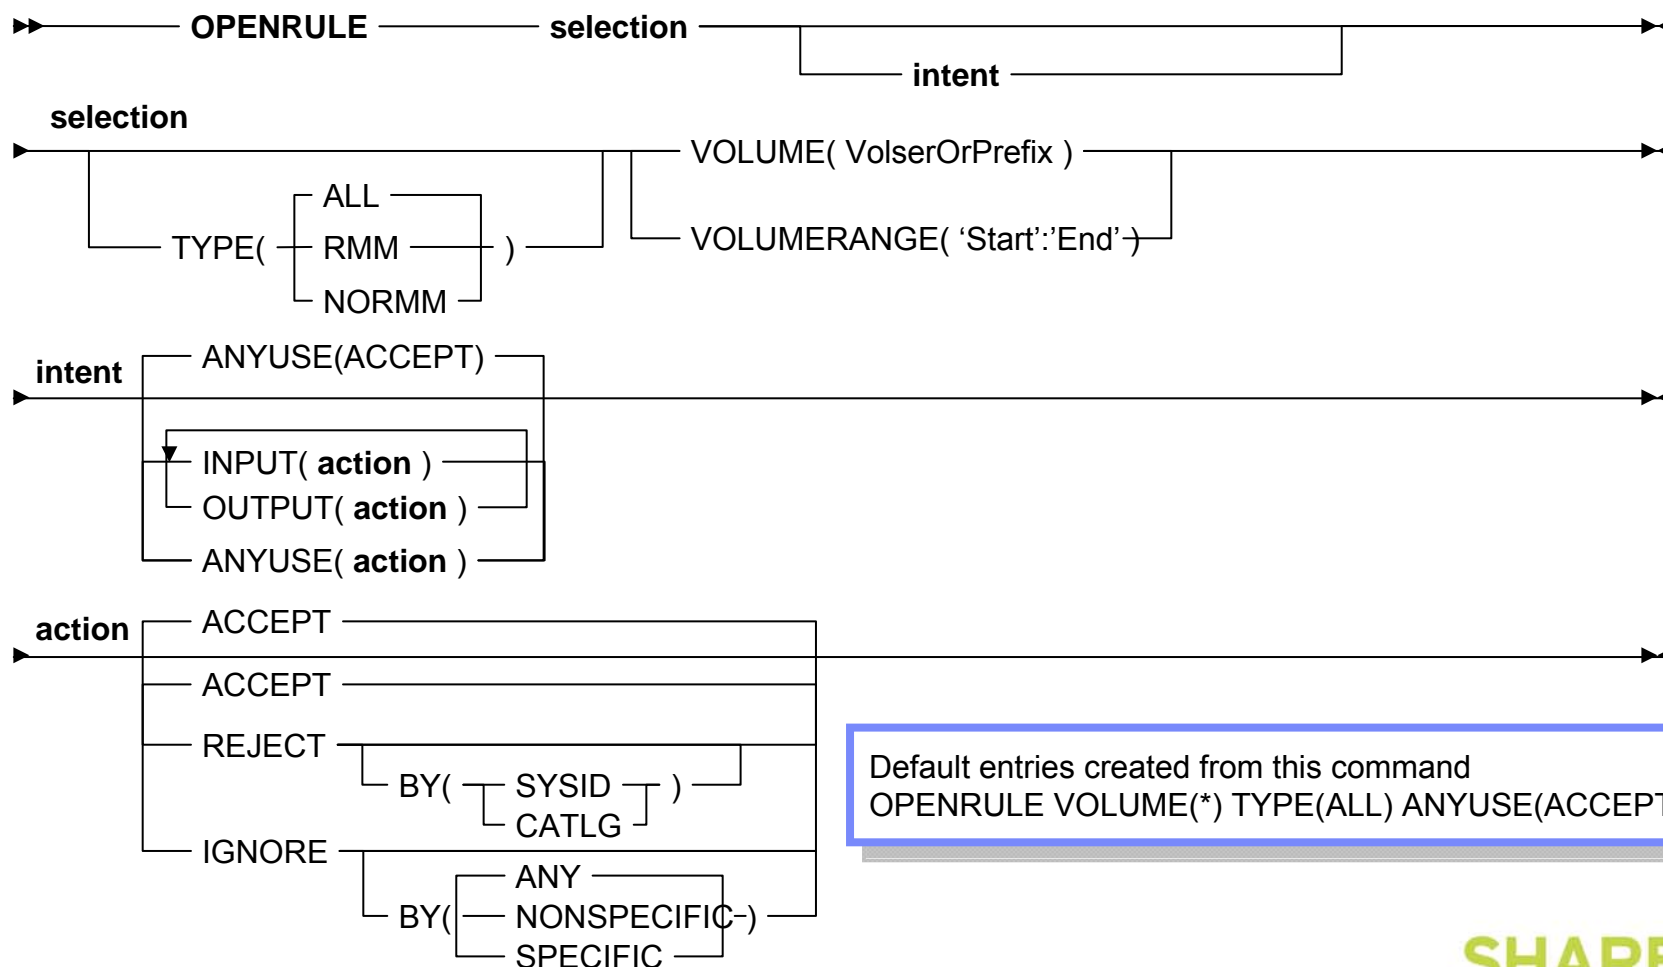 OPENRULE selection
intent
selection
VOLUME( VolserOrPrefix )
ALL
TYPE( RMM )
VOLUMERANGE( ‘Start’:’End’ )
NORMM
intent
ANYUSE(ACCEPT)
INPUT( action )
OUTPUT( action )
ANYUSE( action )
action
ACCEPT
ACCEPT
REJECT
BY( SYSID )
CATLG
IGNORE
ANY
BY( NONSPECIFIC )
SPECIFIC
Default entries created from this command
OPENRULE VOLUME(*) TYPE(ALL) ANYUSE(ACCEPT
SHARE